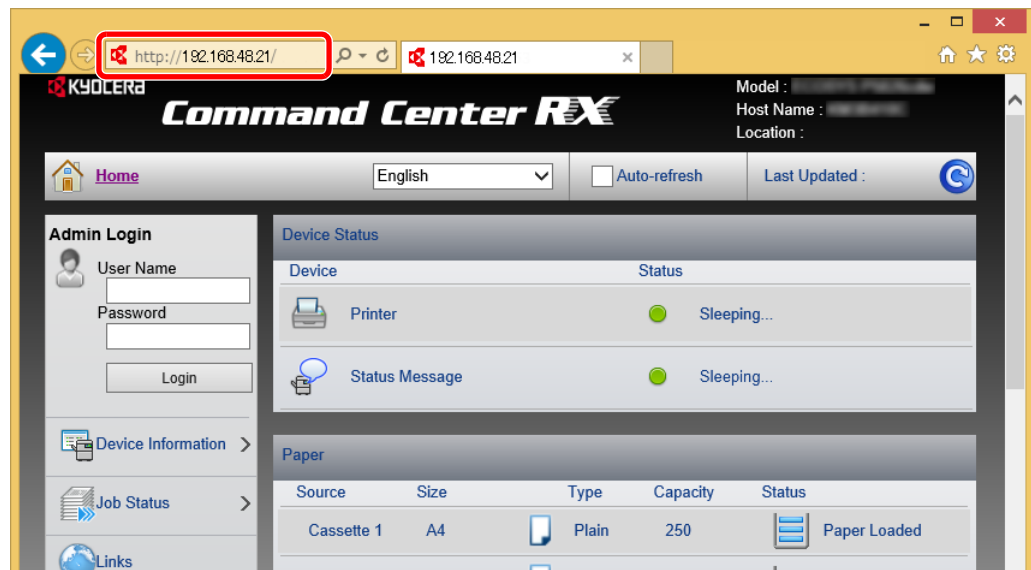 http://192.168.48.21/
192.168.48.21
KYOCERA
Command Center RX
Model :
Host Name :
Location :
Home
English
Auto-refresh
Last Updated :
Admin Login
User Name
Password
Login
Device Information
Job Status
Links
Device Status
Device Status
Printer Sleeping...
Status Message Sleeping...
Paper
Source Size Type Capacity Status
Cassette 1 A4 Plain 250 Paper Loaded